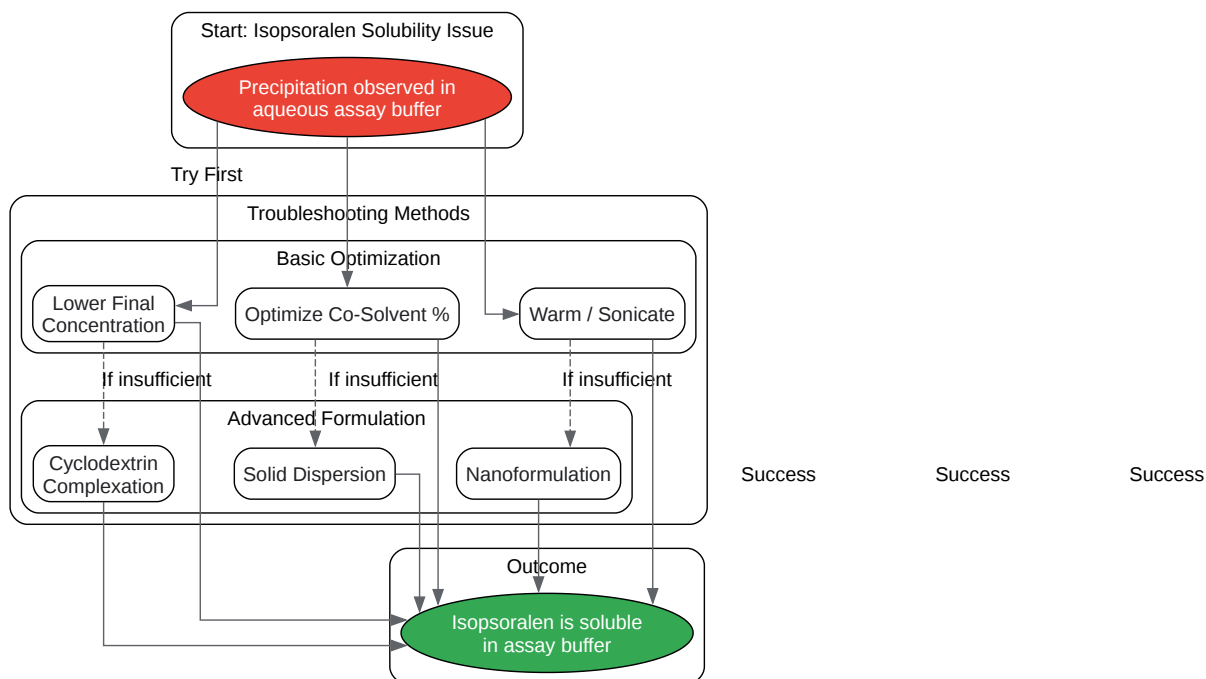 Start: Isopsoralen Solubility Issue
Precipitation observed in
aqueous assay buffer
Try First
Troubleshooting Methods
Basic Optimization
Lower Final
Concentration
Optimize Co-Solvent %
Warm / Sonicate
If insufficient
If insufficient
If insufficient
Advanced Formulation
Cyclodextrin
Complexation
Solid Dispersion
Nanoformulation
Success
Success
Success
Outcome
Isopsoralen is soluble
in assay buffer